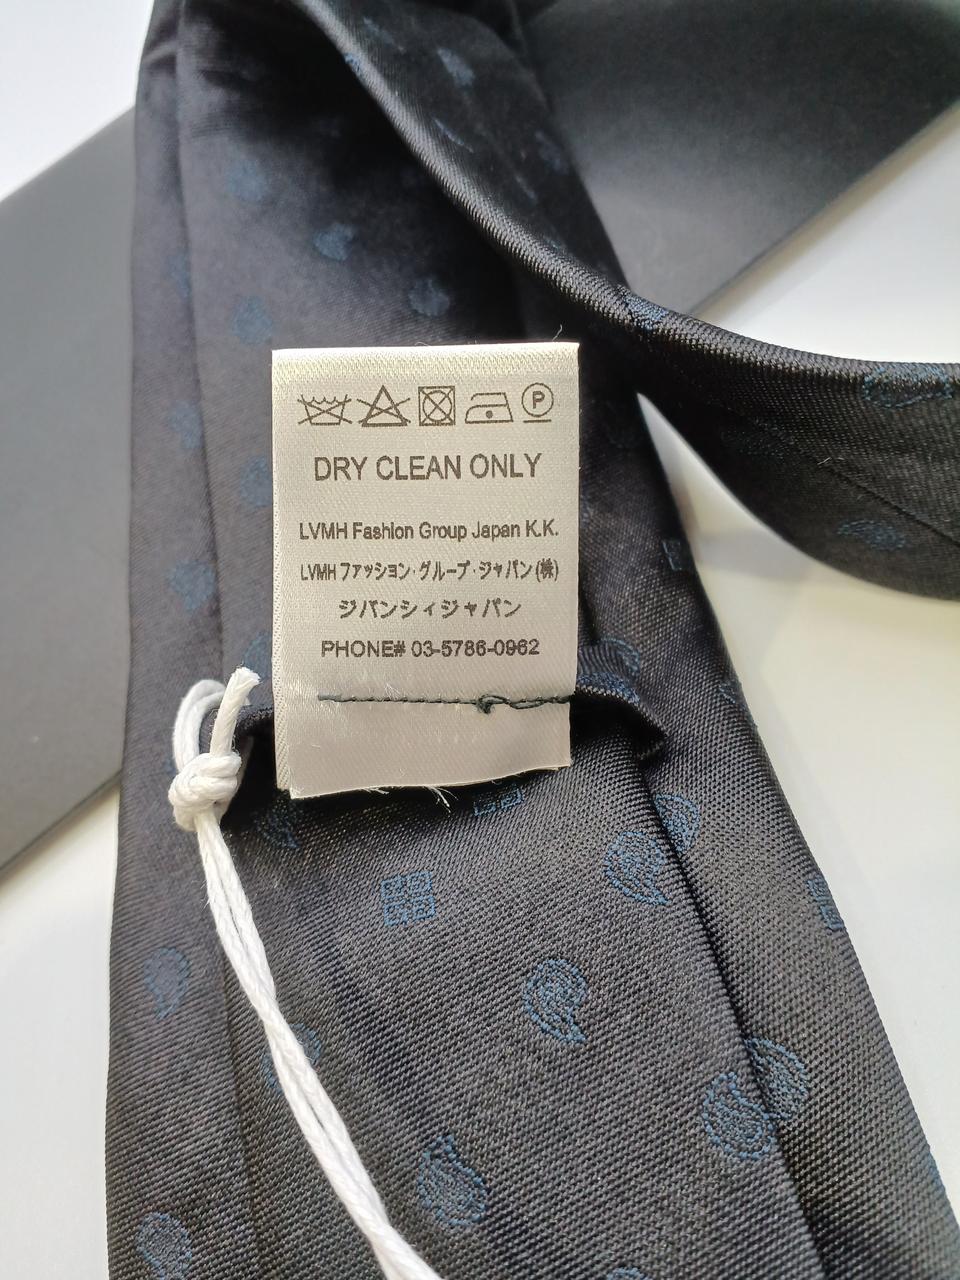 P
DRY CLEAN ONLY
LVMH Fashion Group Japan K.K.
LVMH ファッション・グループ・ジャパン(株)
ジバンシィジャパン
PHONE# 03-5786-0962